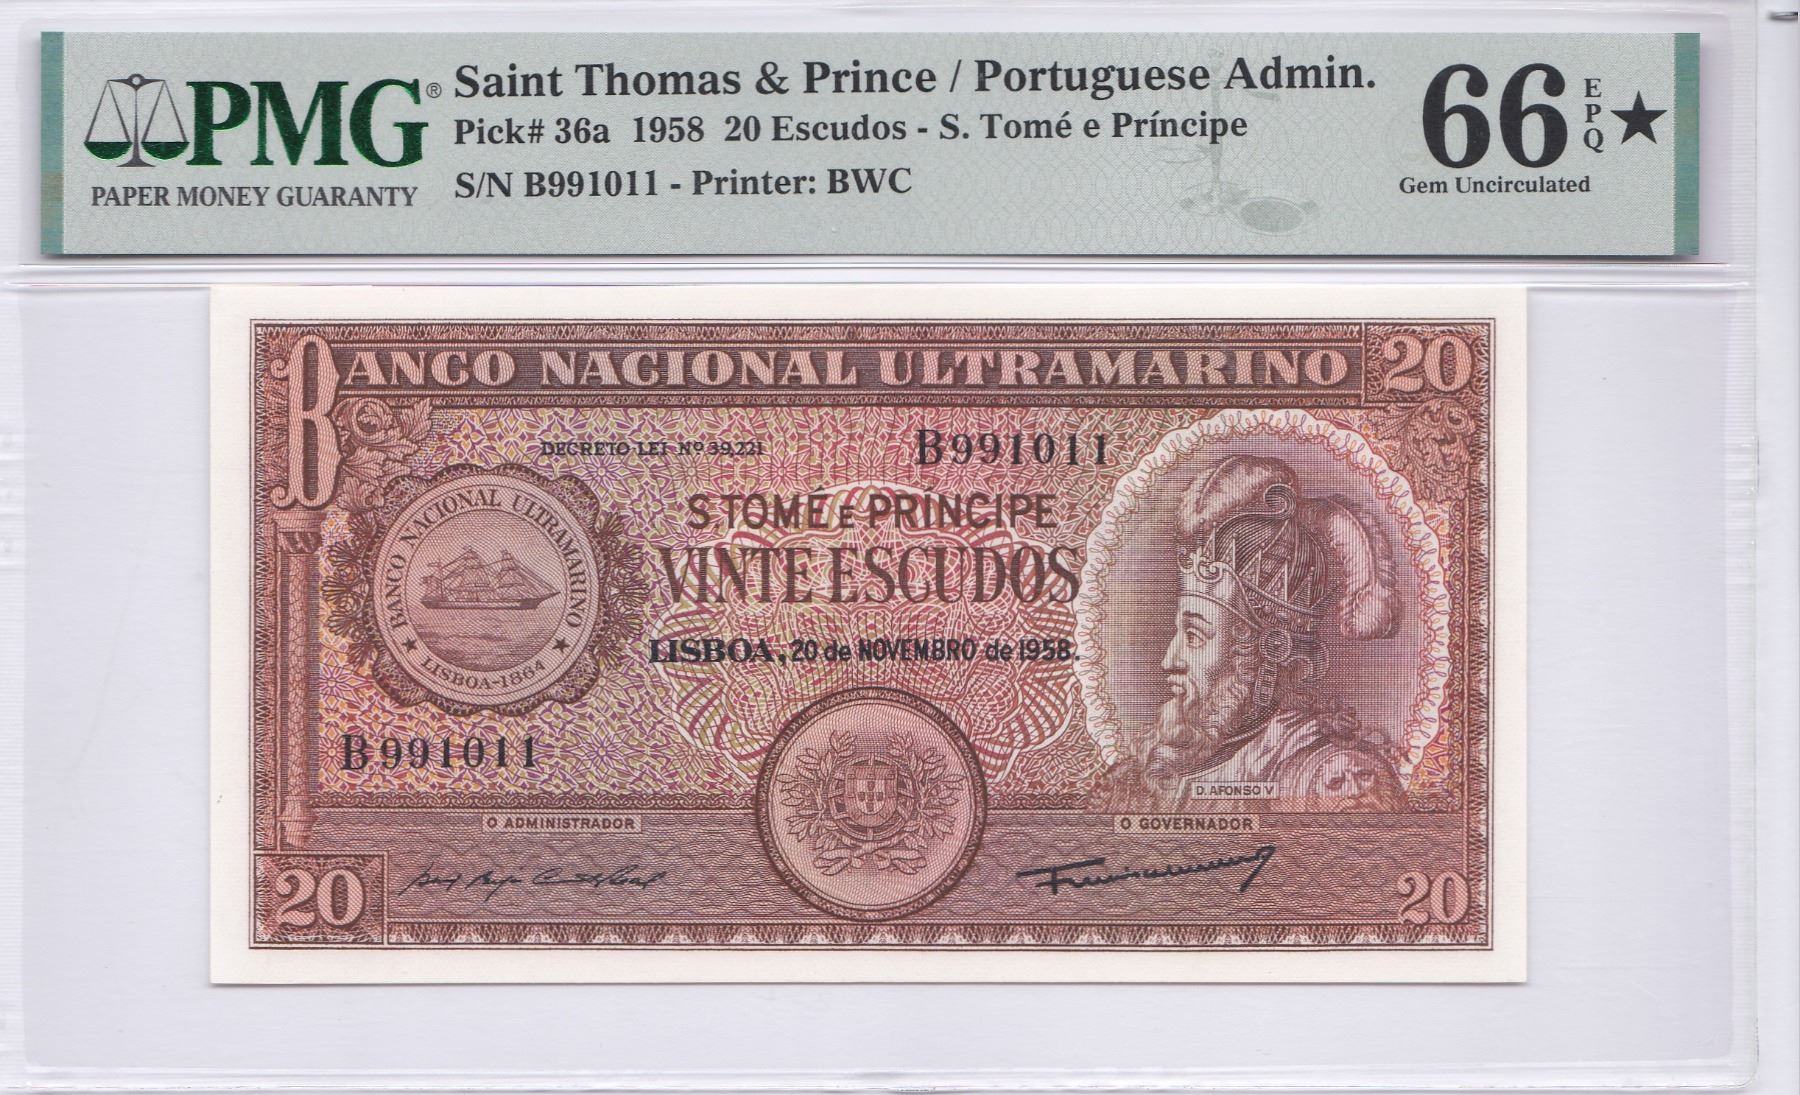 PMG®
PAPER MONEY GUARANTY
Saint Thomas & Prince / Portuguese Admin.
Pick# 36a 1958 20 Escudos - S. Tomé e Príncipe
S/N B991011 - Printer: BWC
66 EPQ ★
Gem Uncirculated
BANCO NACIONAL ULTRAMARINO 20
DECRETO-LEI Nº 39,221
B991011
S TOMÉ E PRÍNCIPE
VINTE ESCUDOS
LISBOA, 20 de NOVEMBRO de 1958.
BANCO NACIONAL ULTRAMARINO
★ LISBOA-1864 ★
B991011
D. AFONSO V
O ADMINISTRADOR
O GOVERNADOR
20
20